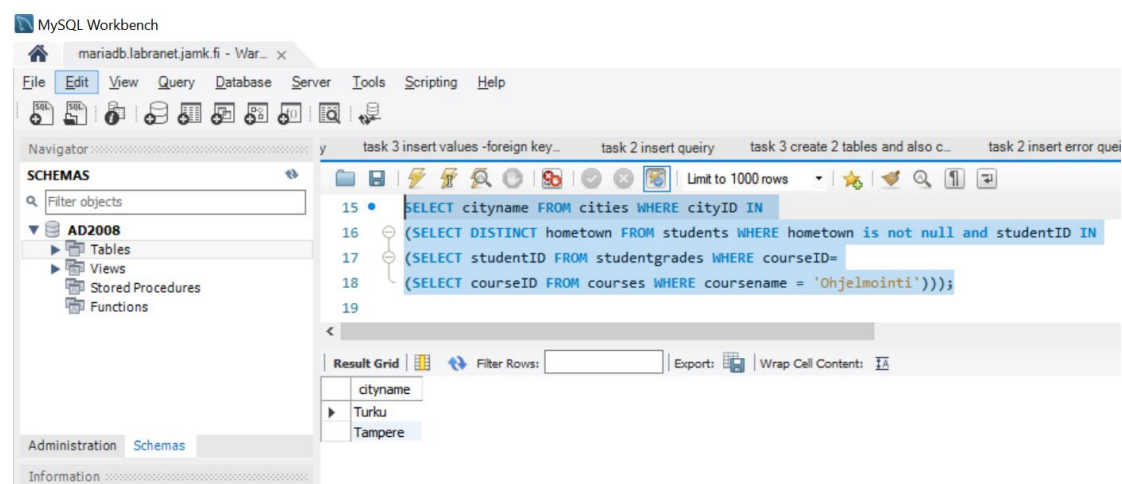 MySQL Workbench
mariadb.labranet.jamk.fi - War... ×
File Edit View Query Database Server Tools Scripting Help
Navigator
y task 3 insert values -foreign key... task 2 insert queiry task 3 create 2 tables and also c... task 2 insert error quei
SCHEMAS
Limit to 1000 rows
Filter objects
AD2008
Tables
Views
Stored Procedures
Functions
15 SELECT cityname FROM cities WHERE cityID IN
16 (SELECT DISTINCT hometown FROM students WHERE hometown is not null and studentID IN
17 (SELECT studentID FROM studentgrades WHERE courseID=
18 (SELECT courseID FROM courses WHERE coursename = 'Ohjelmointi')));
19
Result Grid Filter Rows: Export: Wrap Cell Content:
cityname
Turku
Tampere
Administration Schemas
Information